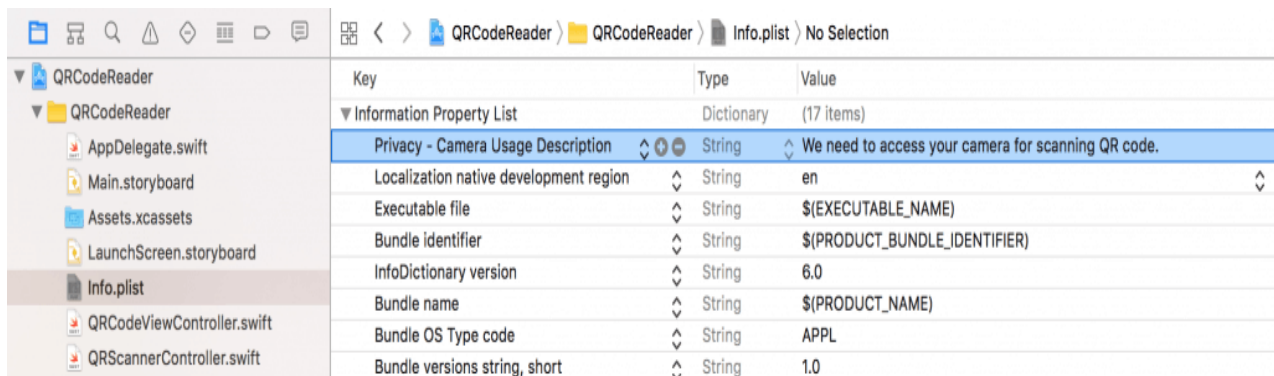 QRCodeReader QRCodeReader Info.plist No Selection
QRCodeReader
QRCodeReader
AppDelegate.swift
Main.storyboard
Assets.xcassets
LaunchScreen.storyboard
Info.plist
QRCodeViewController.swift
QRScannerController.swift
Key Type Value
Information Property List Dictionary (17 items)
Privacy - Camera Usage Description String We need to access your camera for scanning QR code.
Localization native development region String en
Executable file String $(EXECUTABLE_NAME)
Bundle identifier String $(PRODUCT_BUNDLE_IDENTIFIER)
InfoDictionary version String 6.0
Bundle name String $(PRODUCT_NAME)
Bundle OS Type code String APPL
Bundle versions string, short String 1.0